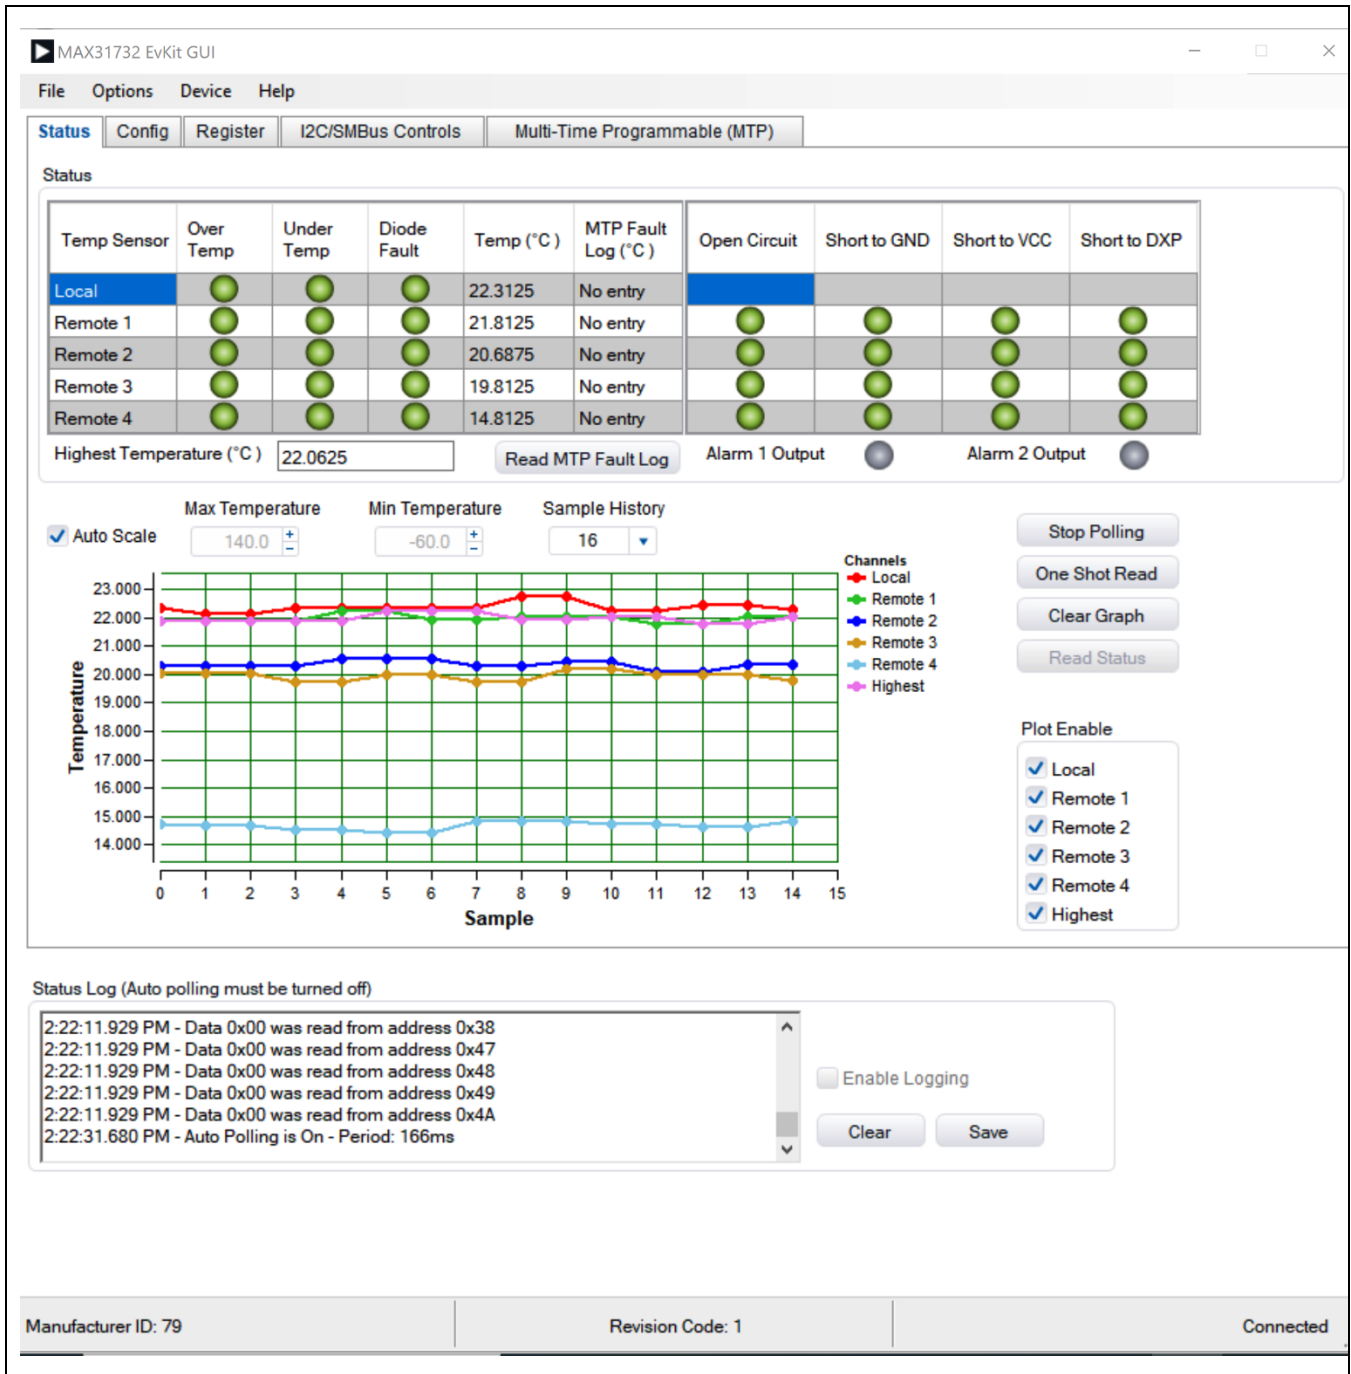 MAX31732 EvKit GUI
File Options Device Help
Status Config Register I2C/SMBus Controls Multi-Time Programmable (MTP)
Status
Temp Sensor Over Temp Under Temp Diode Fault Temp (°C ) MTP Fault Log (°C ) Open Circuit Short to GND Short to VCC Short to DXP
Local 22.3125 No entry
Remote 1 21.8125 No entry
Remote 2 20.6875 No entry
Remote 3 19.8125 No entry
Remote 4 14.8125 No entry
Highest Temperature (°C ) 22.0625 Read MTP Fault Log Alarm 1 Output Alarm 2 Output
Max Temperature Min Temperature Sample History
Auto Scale 140.0 + − -60.0 + − 16
Stop Polling
One Shot Read
Clear Graph
Read Status
Channels
Local
Remote 1
Remote 2
Remote 3
Remote 4
Highest
Temperature
23.000
22.000
21.000
20.000
19.000
18.000
17.000
16.000
15.000
14.000
0 1 2 3 4 5 6 7 8 9 10 11 12 13 14 15
Sample
Plot Enable
Local
Remote 1
Remote 2
Remote 3
Remote 4
Highest
Status Log (Auto polling must be turned off)
2:22:11.929 PM - Data 0x00 was read from address 0x38
2:22:11.929 PM - Data 0x00 was read from address 0x47
2:22:11.929 PM - Data 0x00 was read from address 0x48
2:22:11.929 PM - Data 0x00 was read from address 0x49
2:22:11.929 PM - Data 0x00 was read from address 0x4A
2:22:31.680 PM - Auto Polling is On - Period: 166ms
Enable Logging
Clear Save
Manufacturer ID: 79 Revision Code: 1 Connected